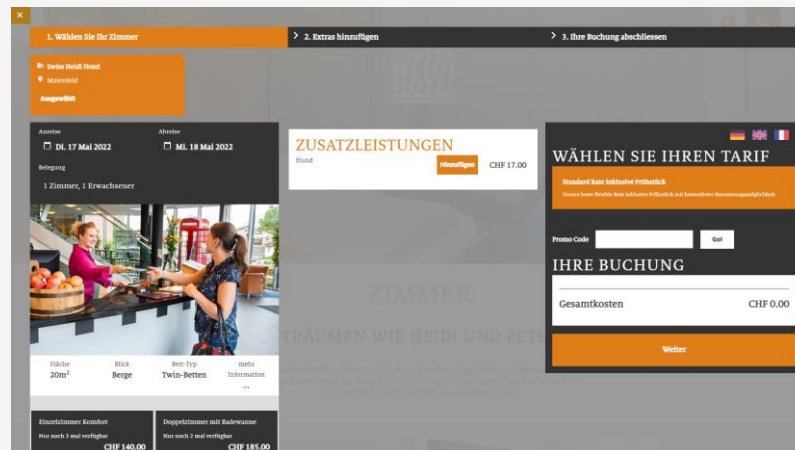 ×
1. Wählen Sie Ihr Zimmer
2. Extras hinzufügen
3. Ihre Buchung abschliessen
Swiss Heidi Hotel
Maienfeld
Ausgewählt
SWISS
HEIDI
HOTEL
Anreise
Abreise
Di. 17 Mai 2022
Mi. 18 Mai 2022
Belegung
1 Zimmer, 1 Erwachsener
Fläche
Blick
Bett-Typ
mehr
20m²
Berge
Twin-Betten
Information
...
Einzelzimmer Komfort
Nur noch 3 mal verfügbar
CHF 140.00
Doppelzimmer mit Badewanne
Nur noch 2 mal verfügbar
CHF 185.00
ZUSATZLEISTUNGEN
Hund
Hinzufügen
CHF 17.00
ZIMMER
TRÄUMEN WIE HEIDI UND PETE
WÄHLEN SIE IHREN TARIF
Standard Rate inklusive Frühstück
Unsere beste flexible Rate inklusive Frühstück mit kostenfreier Stornierungsmöglichkeit
Promo Code
Go!
IHRE BUCHUNG
Gesamtkosten
CHF 0.00
Weiter